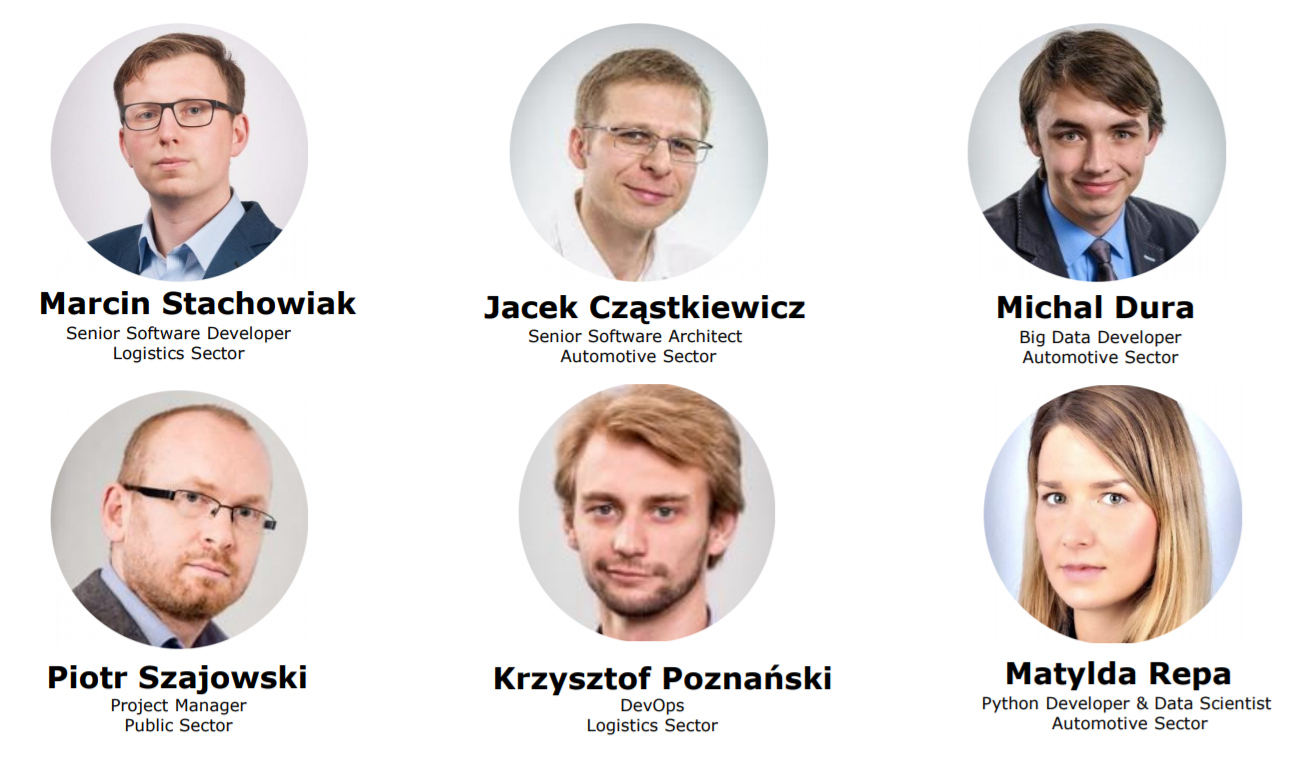 Marcin Stachowiak
Senior Software Developer
Logistics Sector
Jacek Cząstkiewicz
Senior Software Architect
Automotive Sector
Michal Dura
Big Data Developer
Automotive Sector
Piotr Szajowski
Project Manager
Public Sector
Krzysztof Poznański
DevOps
Logistics Sector
Matylda Repa
Python Developer & Data Scientist
Automotive Sector